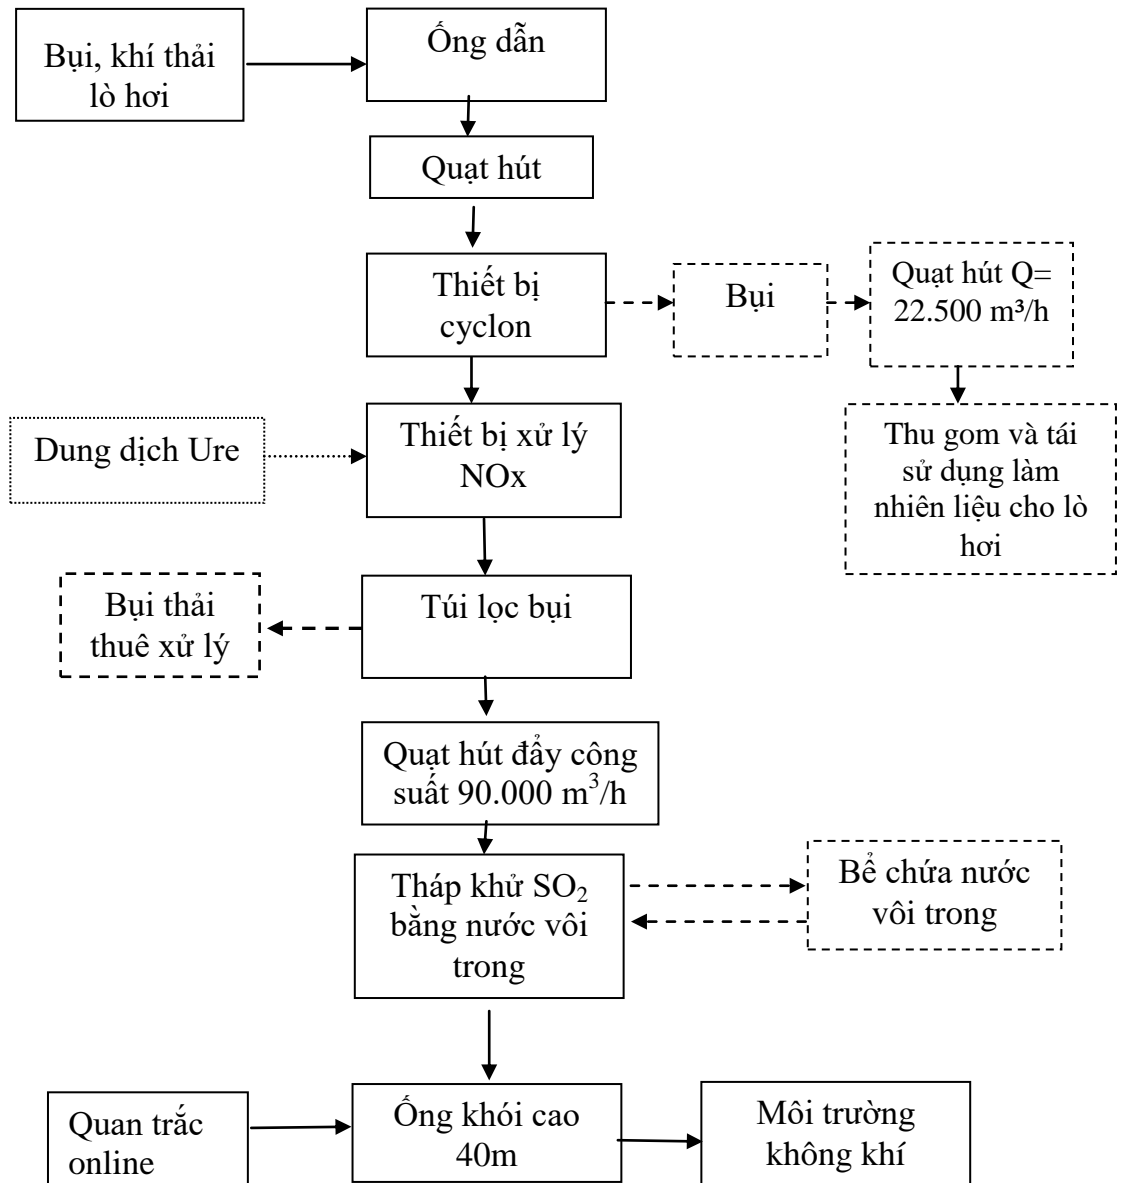 Bụi, khí thải
lò hơi
Ống dẫn
Quạt hút
Thiết bị
cyclon
Bụi
Quạt hút Q=
22.500 m³/h
Dung dịch Ure
Thiết bị xử lý
NOx
Thu gom và tái
sử dụng làm
nhiên liệu cho lò
hơi
Bụi thải
thuê xử lý
Túi lọc bụi
Quạt hút đẩy công
suất 90.000 m³/h
Tháp khử SO₂
bằng nước vôi
trong
Bể chứa nước
vôi trong
Quan trắc
online
Ống khói cao
40m
Môi trường
không khí